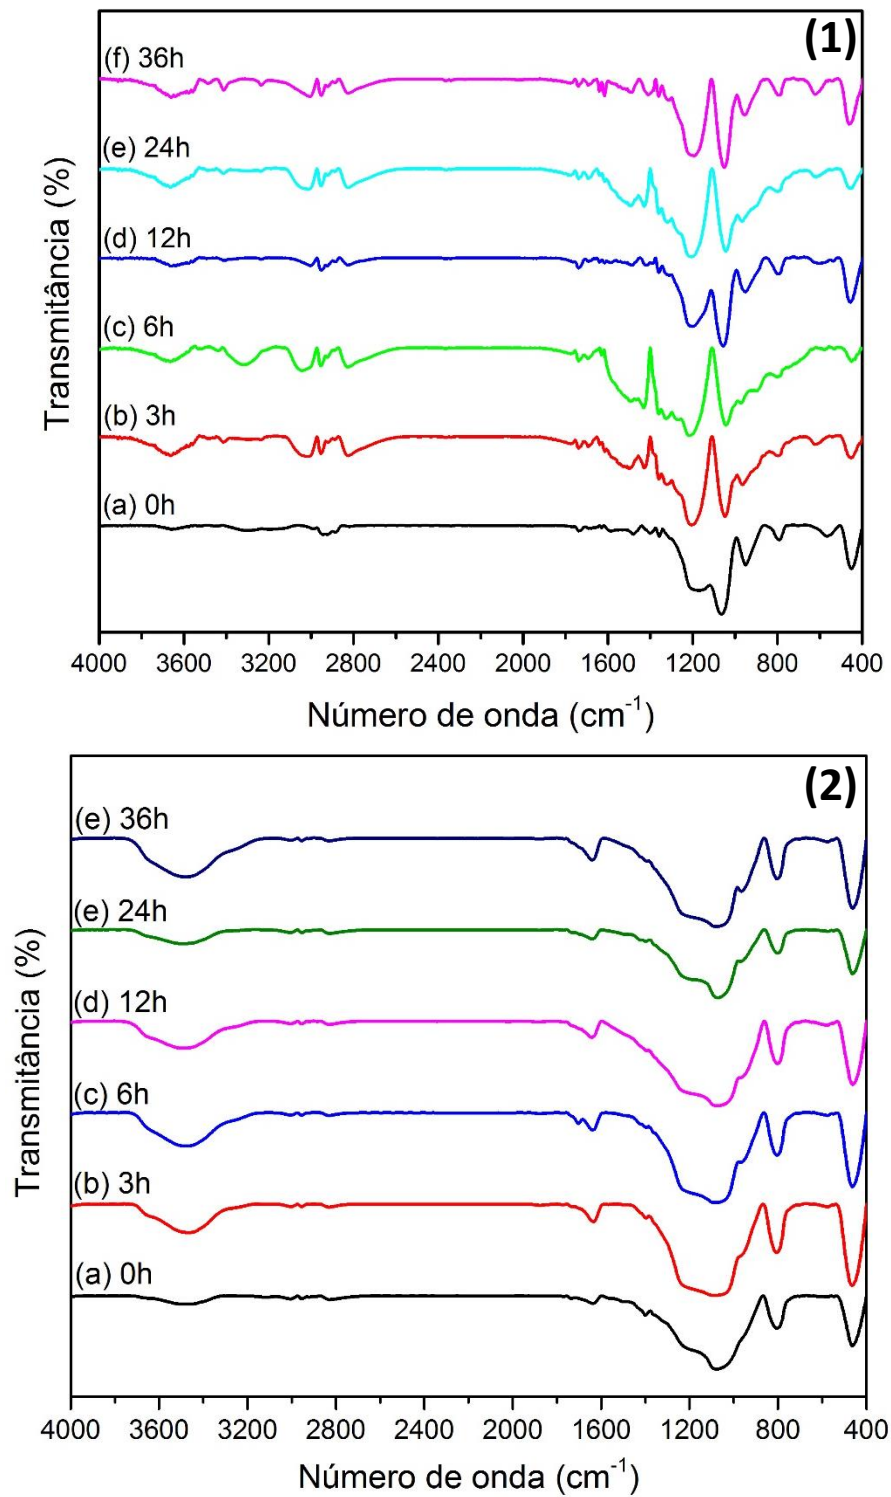 (1)
(f) 36h
(e) 24h
(d) 12h
(c) 6h
(b) 3h
(a) 0h
Transmitância (%)
4000 3600 3200 2800 2400 2000 1600 1200 800 400
Número de onda (cm⁻¹)
(2)
(e) 36h
(e) 24h
(d) 12h
(c) 6h
(b) 3h
(a) 0h
Transmitância (%)
4000 3600 3200 2800 2400 2000 1600 1200 800 400
Número de onda (cm⁻¹)